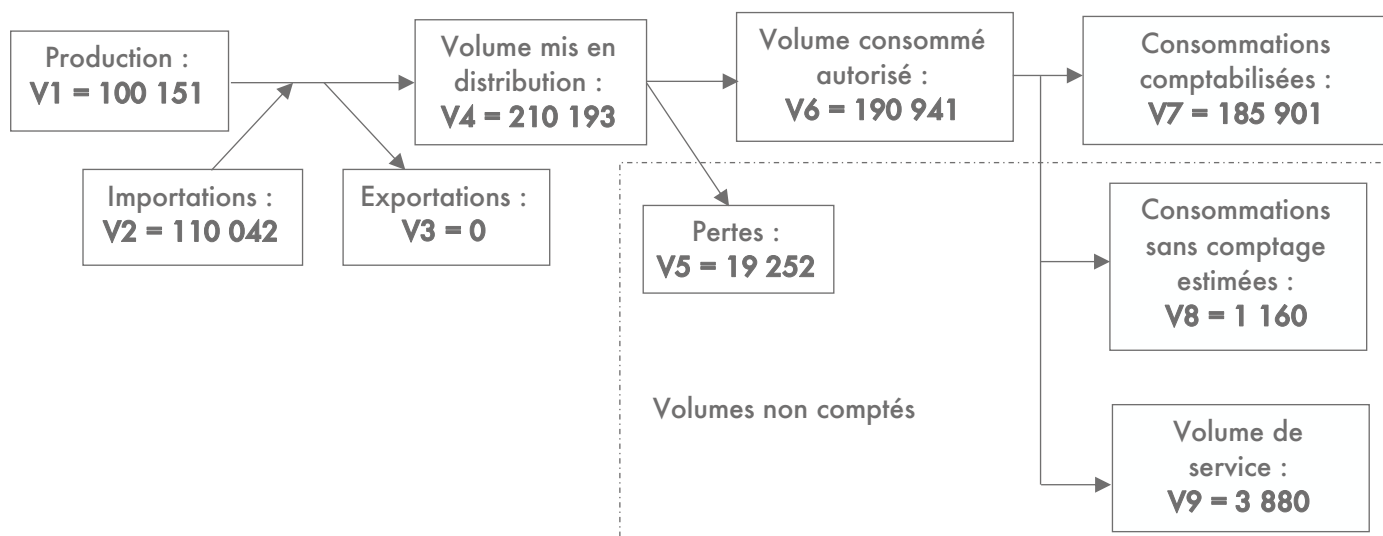 Production :
V1 = 100 151
Importations :
V2 = 110 042
Exportations :
V3 = 0
Volume mis en
distribution :
V4 = 210 193
Pertes :
V5 = 19 252
Volume consommé
autorisé :
V6 = 190 941
Consommations
comptabilisées :
V7 = 185 901
Consommations
sans comptage
estimées :
V8 = 1 160
Volumes non comptés
Volume de
service :
V9 = 3 880